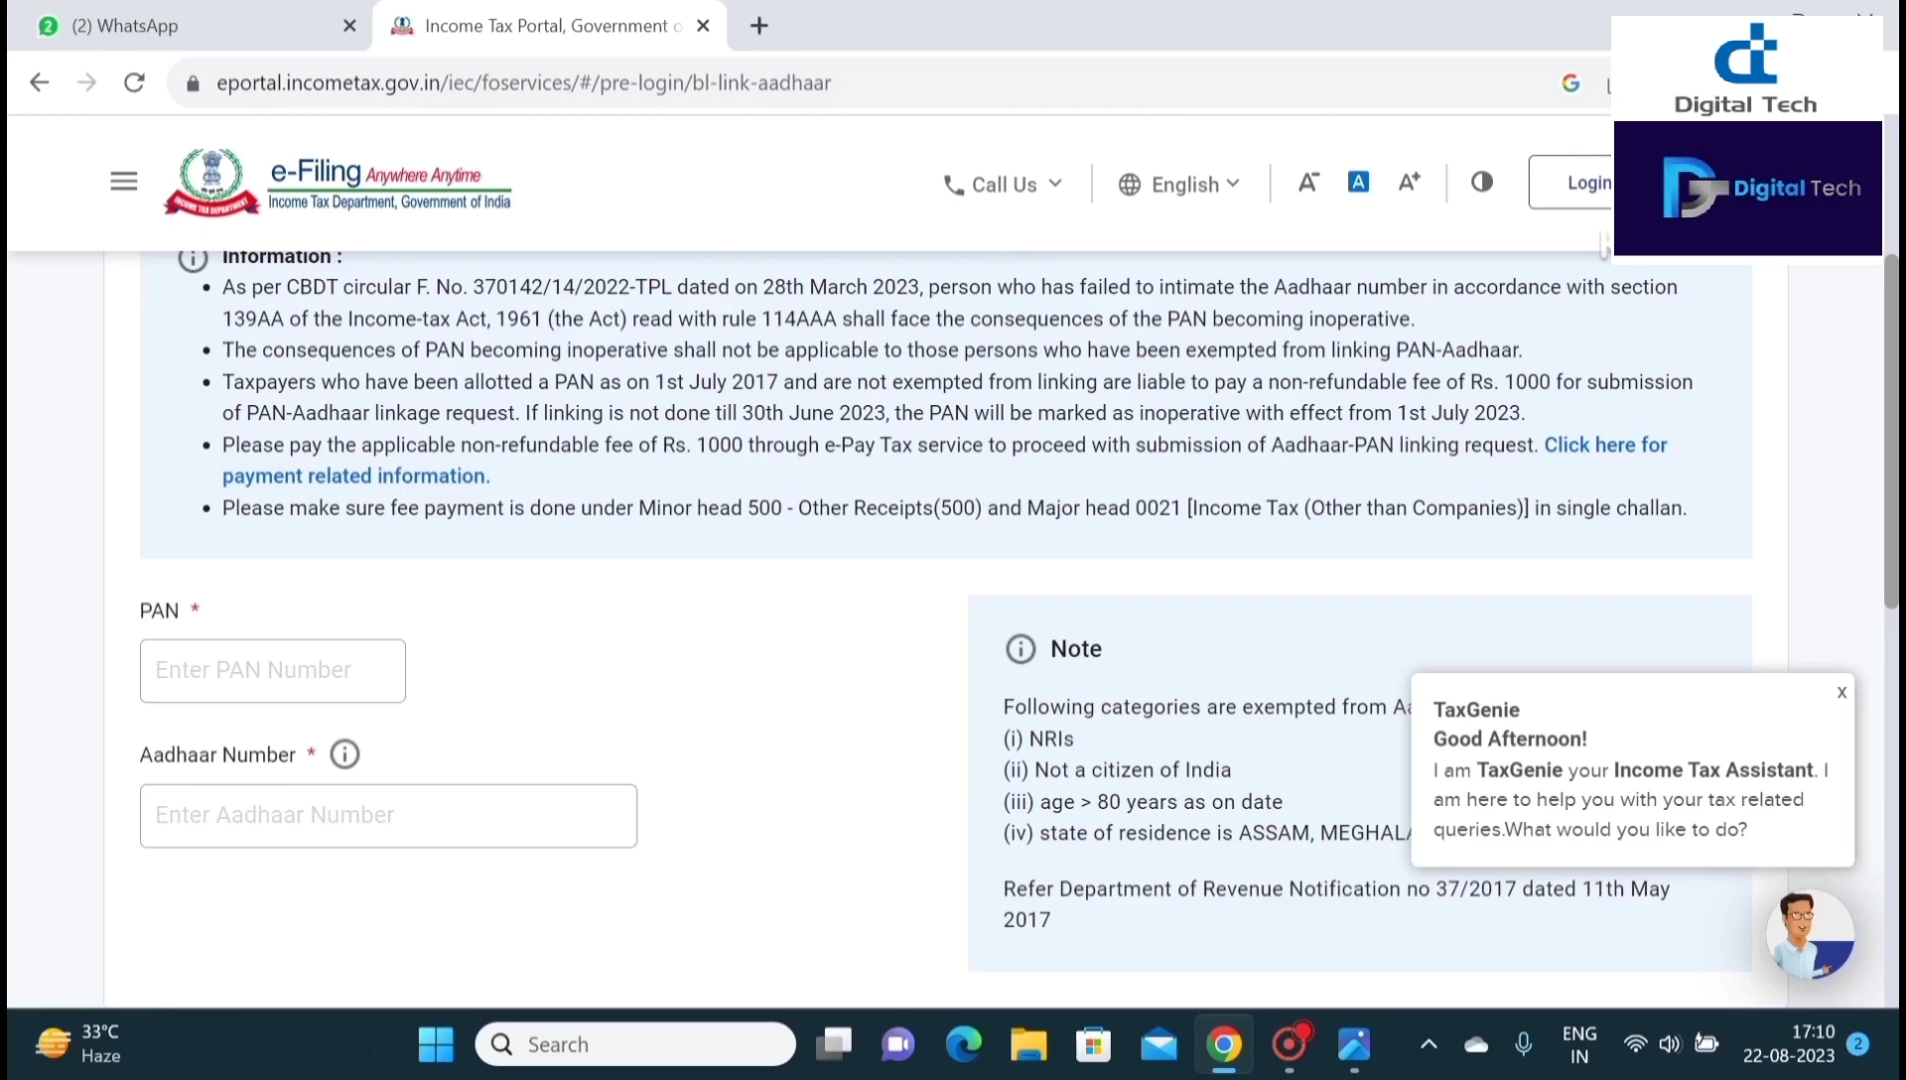 (2) WhatsApp
Income Tax Portal, Government o
eportal.incometax.gov.in/iec/foservices/#/pre-login/bl-link-aadhaar
Digital Tech
Digital Tech
e-Filing Anywhere Anytime
Income Tax Department, Government of India
INCOME TAX DEPARTMENT
Call Us
English
A-
A
A+
Login
Information :
• As per CBDT circular F. No. 370142/14/2022-TPL dated on 28th March 2023, person who has failed to intimate the Aadhaar number in accordance with section
139AA of the Income-tax Act, 1961 (the Act) read with rule 114AAA shall face the consequences of the PAN becoming inoperative.
• The consequences of PAN becoming inoperative shall not be applicable to those persons who have been exempted from linking PAN-Aadhaar.
• Taxpayers who have been allotted a PAN as on 1st July 2017 and are not exempted from linking are liable to pay a non-refundable fee of Rs. 1000 for submission
of PAN-Aadhaar linkage request. If linking is not done till 30th June 2023, the PAN will be marked as inoperative with effect from 1st July 2023.
• Please pay the applicable non-refundable fee of Rs. 1000 through e-Pay Tax service to proceed with submission of Aadhaar-PAN linking request. Click here for
payment related information.
• Please make sure fee payment is done under Minor head 500 - Other Receipts(500) and Major head 0021 [Income Tax (Other than Companies)] in single challan.
PAN *
Enter PAN Number
Aadhaar Number *
Enter Aadhaar Number
Note
Following categories are exempted from Aa
(i) NRIs
(ii) Not a citizen of India
(iii) age > 80 years as on date
(iv) state of residence is ASSAM, MEGHALA
Refer Department of Revenue Notification no 37/2017 dated 11th May
2017
x
TaxGenie
Good Afternoon!
I am TaxGenie your Income Tax Assistant. I
am here to help you with your tax related
queries.What would you like to do?
33°C
Haze
Search
ENG
IN
17:10
22-08-2023
2